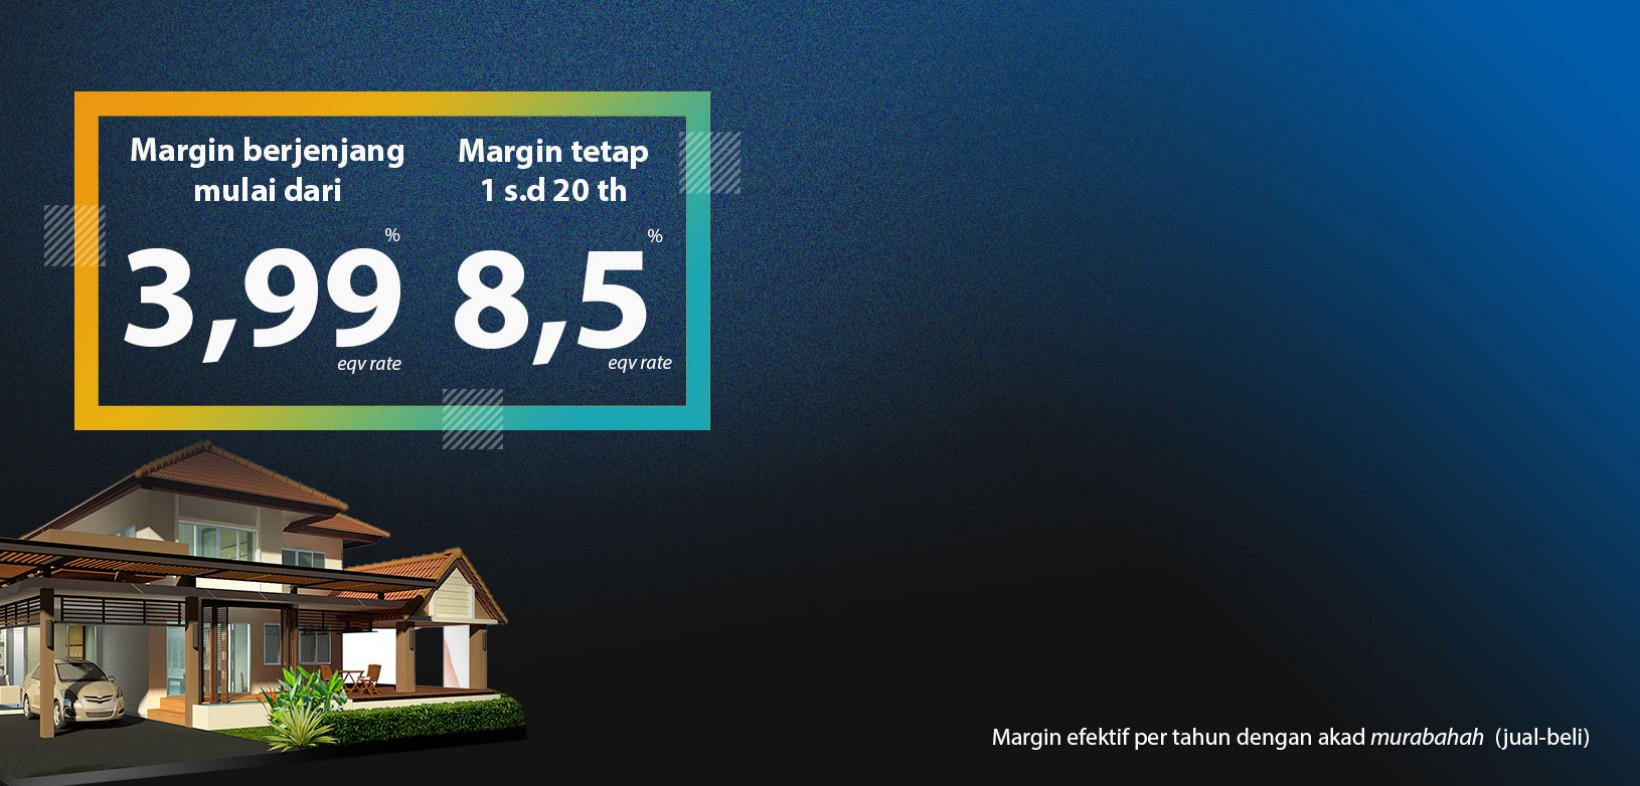 Margin berjenjang
mulai dari
3,99%
eqv rate
Margin tetap
1 s.d 20 th
8,5%
eqv rate
Margin efektif per tahun dengan akad murabahah (jual-beli)